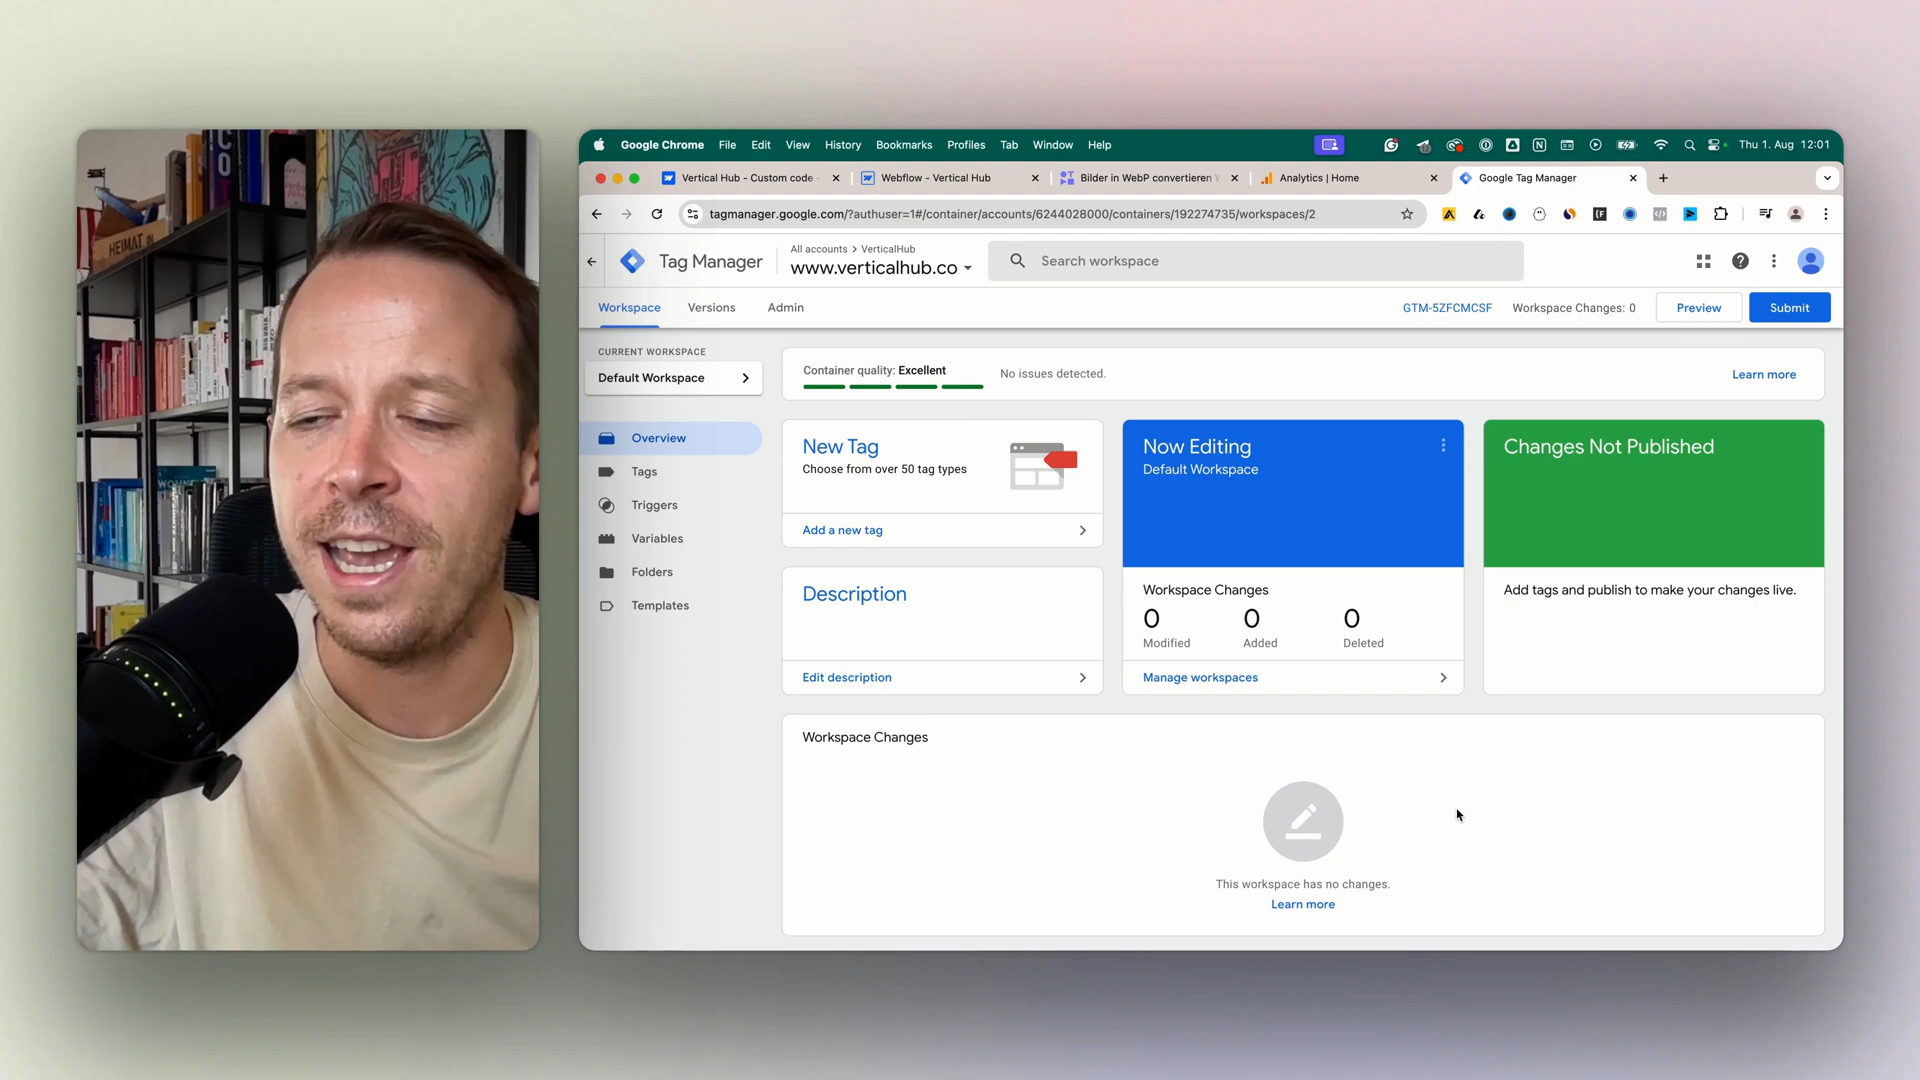 HEIMAT
Google Chrome File Edit View History Bookmarks Profiles Tab Window Help
Thu 1. Aug 12:01
Vertical Hub - Custom code -
Webflow - Vertical Hub
Bilder in WebP convertieren
Analytics | Home
Google Tag Manager
tagmanager.google.com/?authuser=1#/container/accounts/6244028000/containers/192274735/workspaces/2
Tag Manager
All accounts > VerticalHub
www.verticalhub.co
Search workspace
Workspace Versions Admin
GTM-5ZFCMCSF Workspace Changes: 0 Preview Submit
CURRENT WORKSPACE
Default Workspace
Overview
Tags
Triggers
Variables
Folders
Templates
Container quality: Excellent
No issues detected.
Learn more
New Tag
Choose from over 50 tag types
Add a new tag
Description
Edit description
Now Editing
Default Workspace
Workspace Changes
0 0 0
Modified Added Deleted
Manage workspaces
Changes Not Published
Add tags and publish to make your changes live.
Workspace Changes
This workspace has no changes.
Learn more